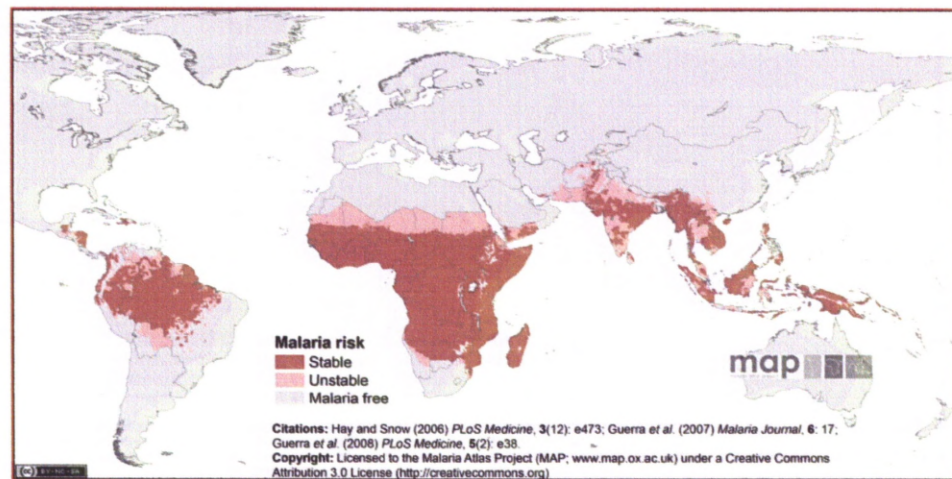 Malaria risk
Stable
Unstable
Malaria free
map
Citations: Hay and Snow (2006) PLoS Medicine, 3(12): e473; Guerra et al. (2007) Malaria Journal, 6: 17;
Guerra et al. (2008) PLoS Medicine, 5(2): e38.
Copyright: Licensed to the Malaria Atlas Project (MAP; www.map.ox.ac.uk) under a Creative Commons
Attribution 3.0 License (http://creativecommons.org)
cc